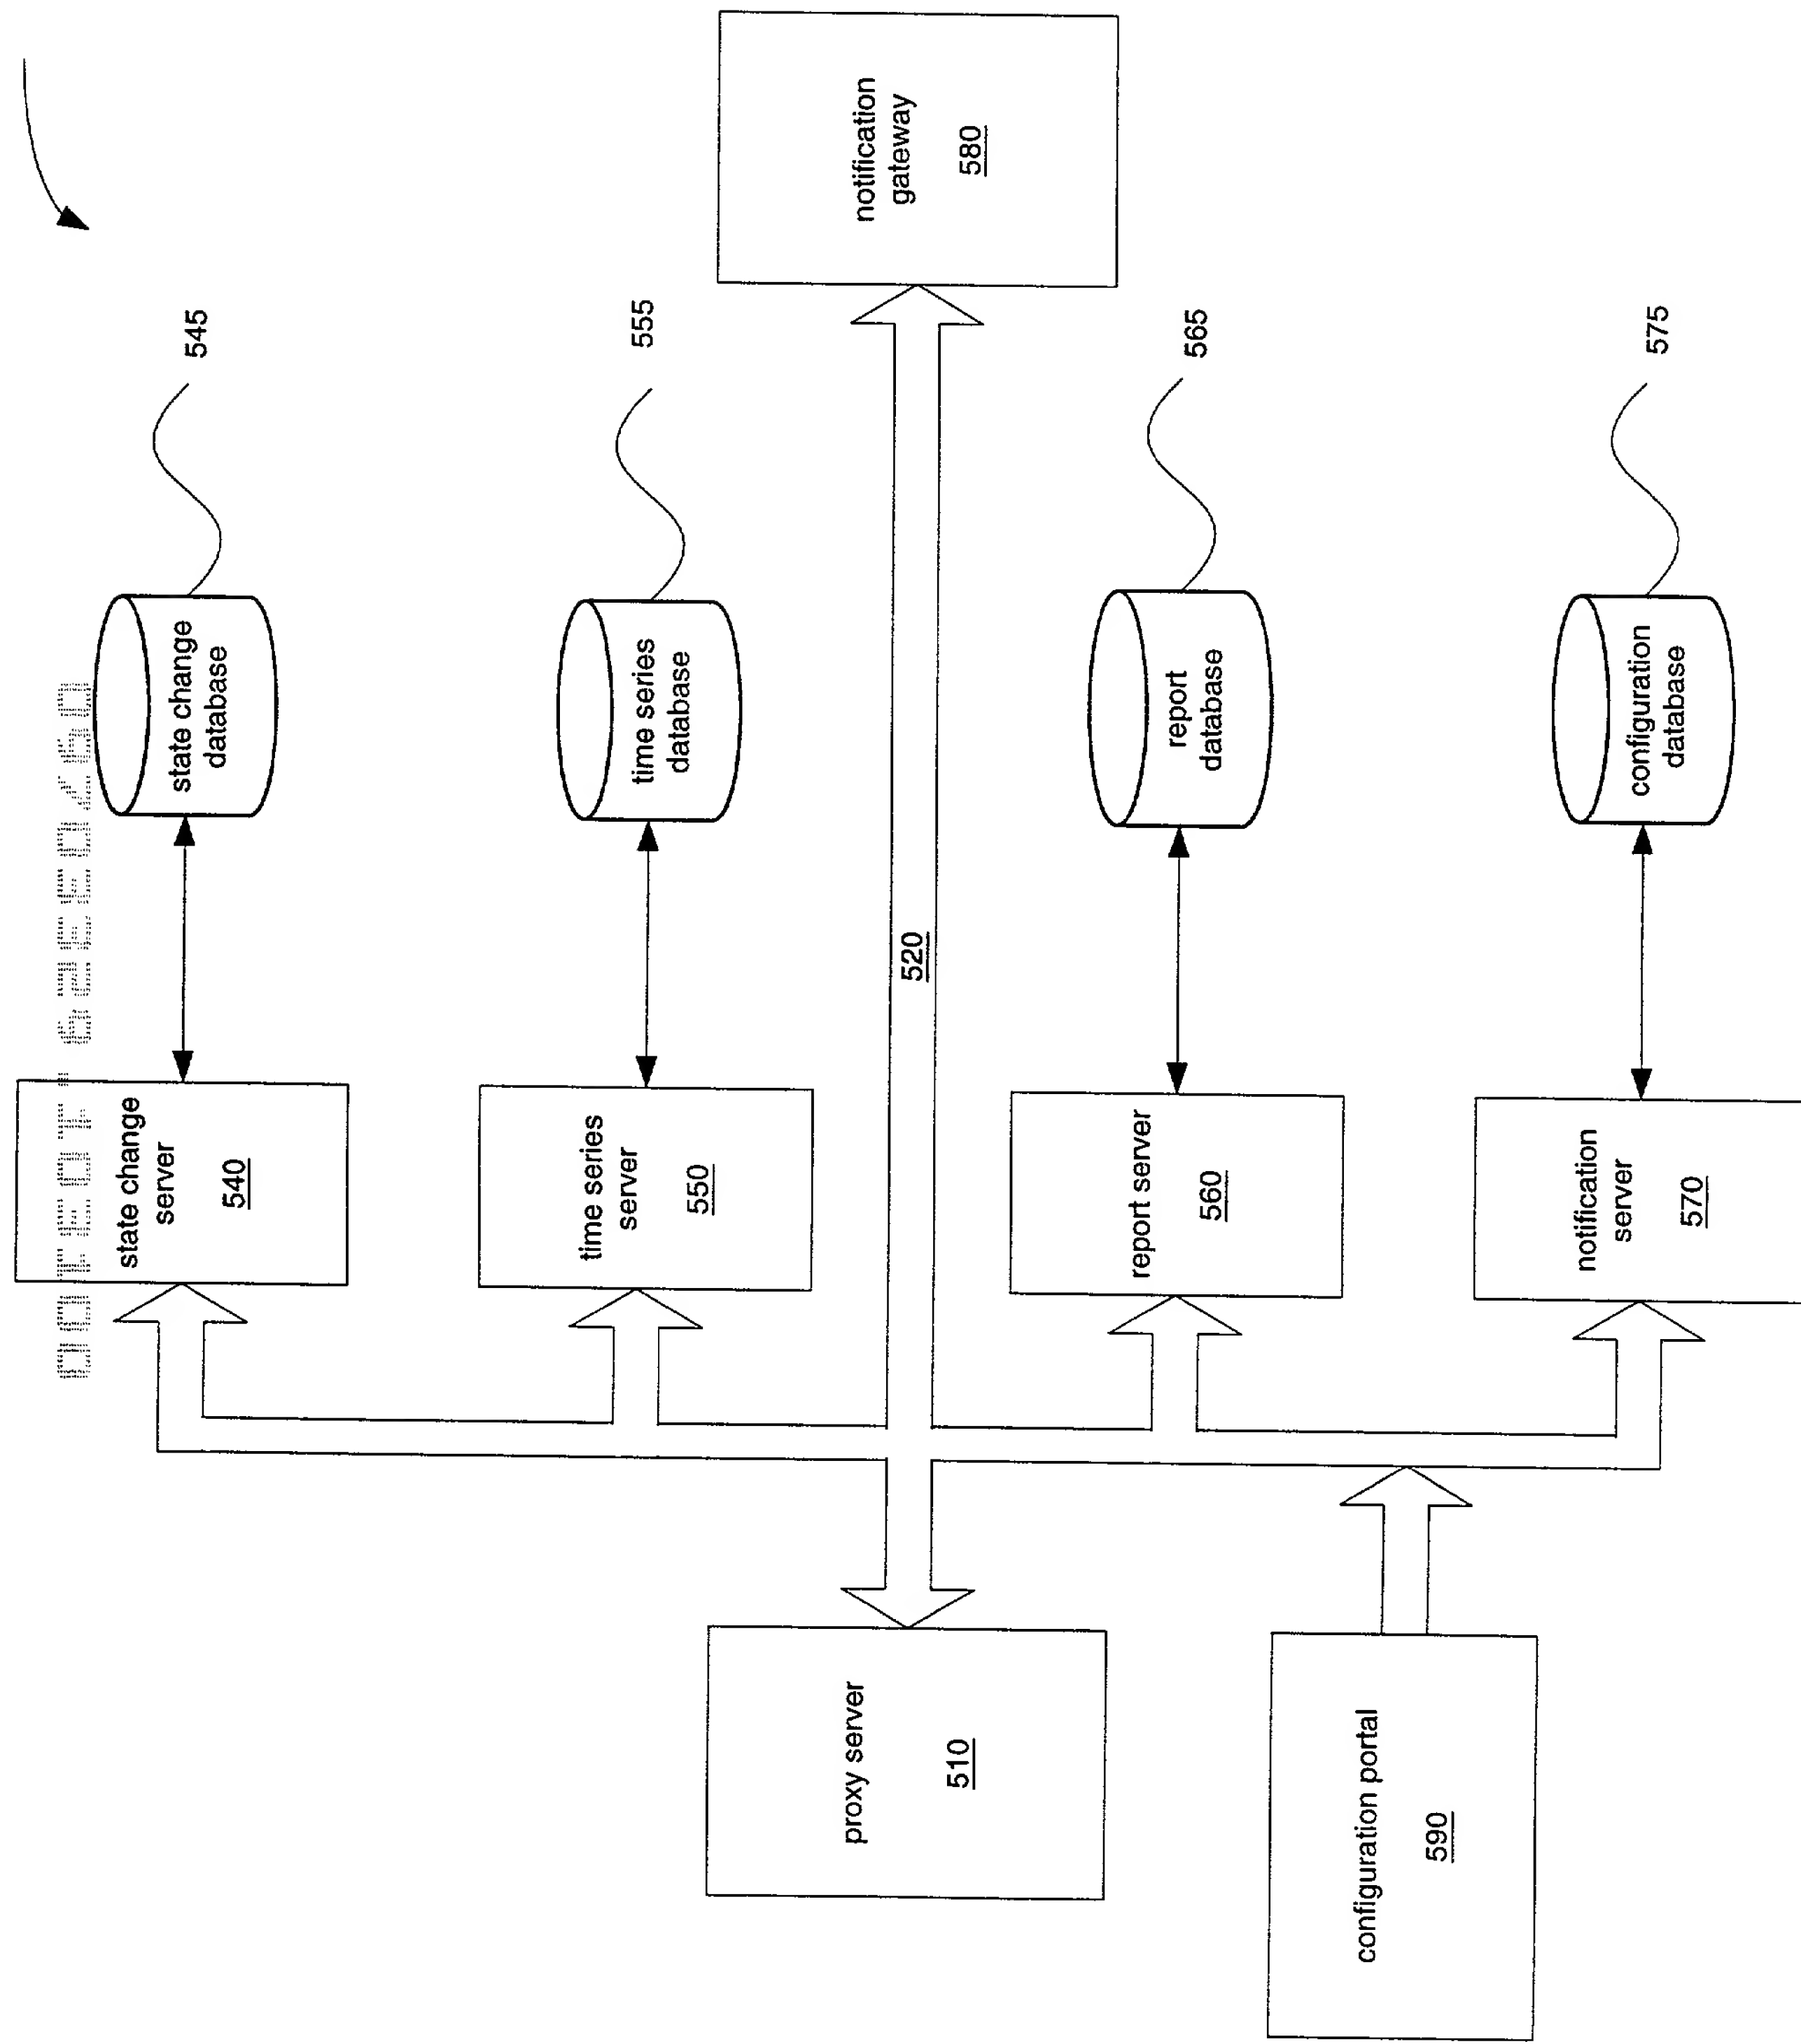 state change
server
540
state change
database
545
time series
server
550
time series
database
555
proxy server
510
520
notification
gateway
580
report server
560
report
database
565
configuration portal
590
notification
server
570
configuration
database
575